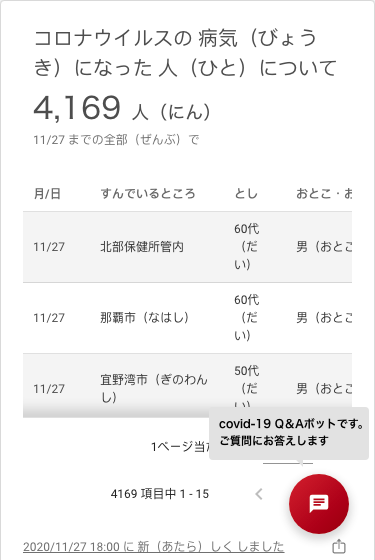 コロナウイルスの 病気（びょう
き）になった 人（ひと）について
4,169 人（にん）
11/27 までの全部（ぜんぶ）で
月/日 すんでいるところ とし おとこ・お
11/27 北部保健所管内 60代（だい） 男（おとこ
11/27 那覇市（なはし） 60代（だい） 男（おとこ
11/27 宜野湾市（ぎのわんし） 50代（だい） 男（おとこ
covid-19 Q&Aボットです。
ご質問にお答えします
1ページ当た
4169 項目中 1 - 15
2020/11/27 18:00 に 新（あたら）しく しました